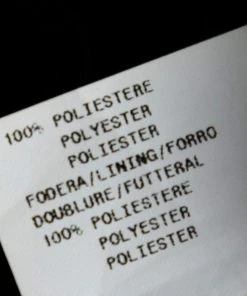 100% POLIESTERE
POLYESTER
POLIESTER
FODERA/LINING/FORRO
DOUBLURE/FUTTERAL
100% POLIESTERE
POLYESTER
POLIESTER